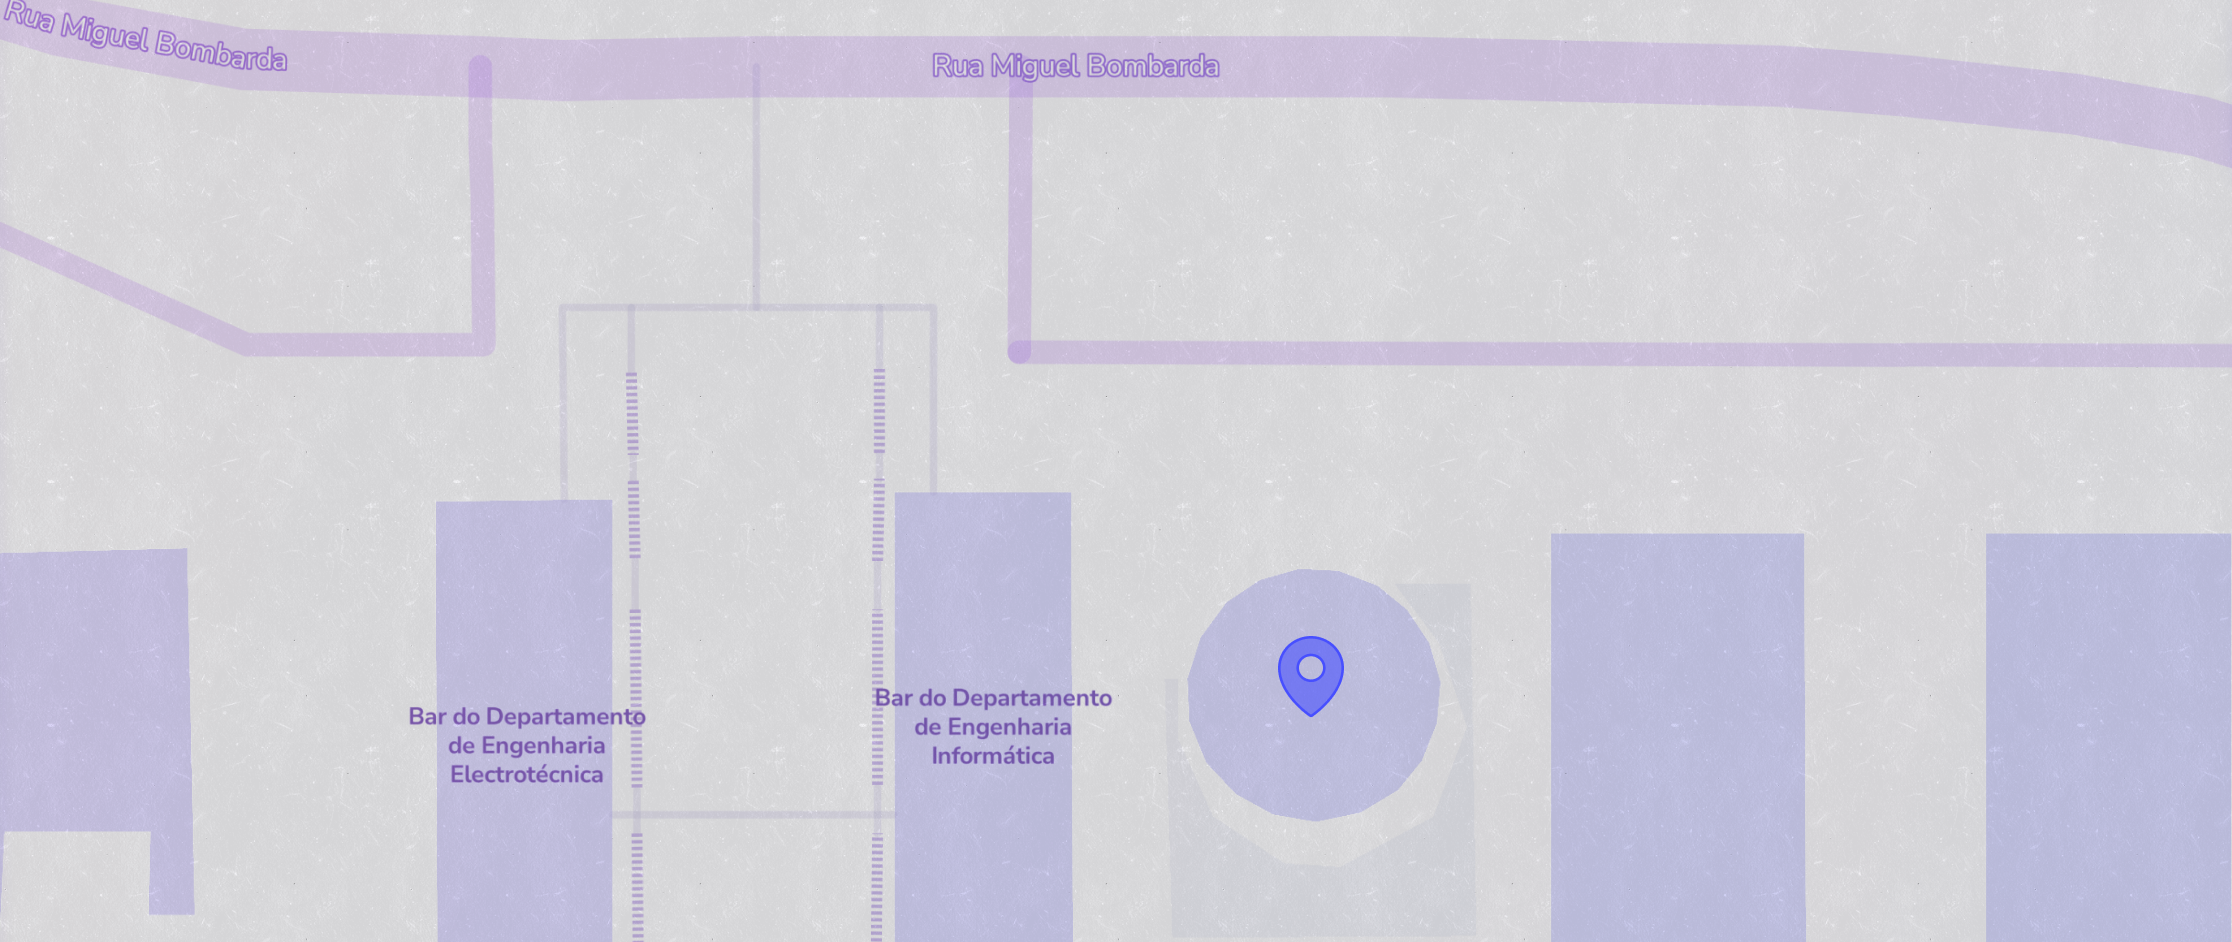 Rua Miguel Bombarda
Rua Miguel Bombarda
Bar do Departamento
de Engenharia
Electrotécnica
Bar do Departamento
de Engenharia
Informática